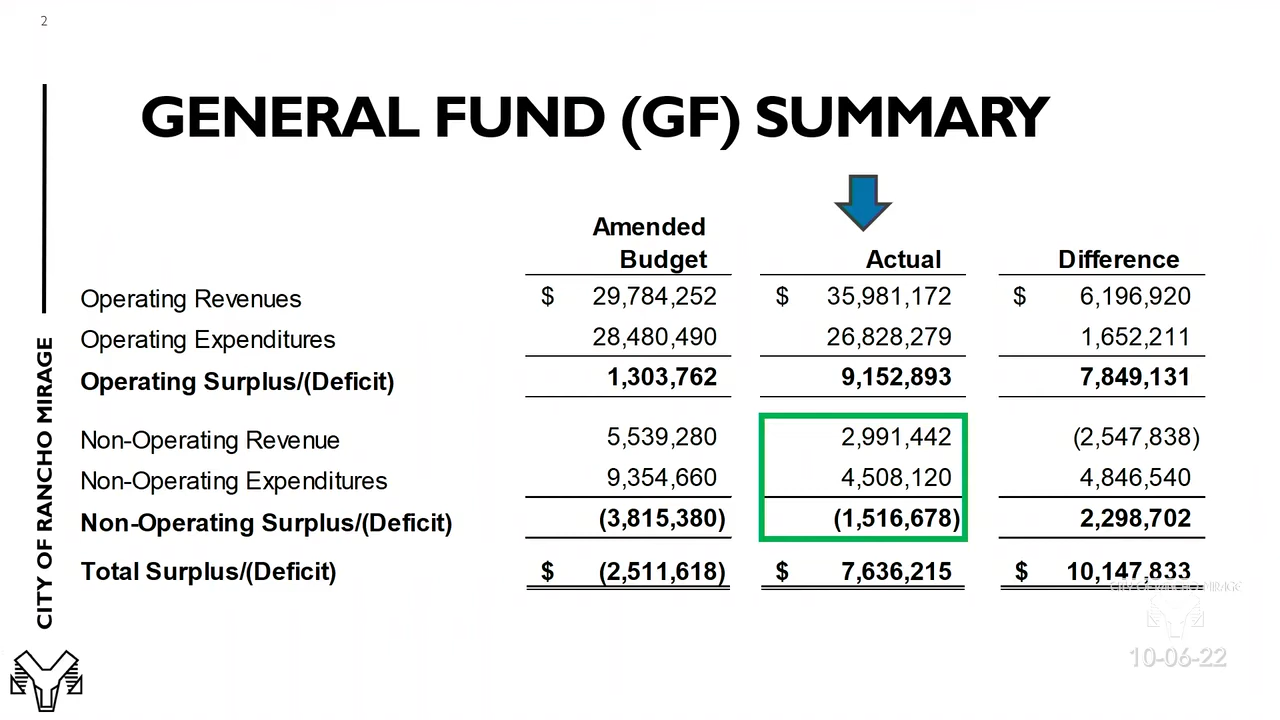 2
GENERAL FUND (GF) SUMMARY
Amended
Budget Actual Difference
Operating Revenues $ 29,784,252 $ 35,981,172 $ 6,196,920
Operating Expenditures 28,480,490 26,828,279 1,652,211
Operating Surplus/(Deficit) 1,303,762 9,152,893 7,849,131
Non-Operating Revenue 5,539,280 2,991,442 (2,547,838)
Non-Operating Expenditures 9,354,660 4,508,120 4,846,540
Non-Operating Surplus/(Deficit) (3,815,380) (1,516,678) 2,298,702
Total Surplus/(Deficit) $ (2,511,618) $ 7,636,215 $ 10,147,833
CITY OF RANCHO MIRAGE
CITY OF RANCHO MIRAGE
10-06-22